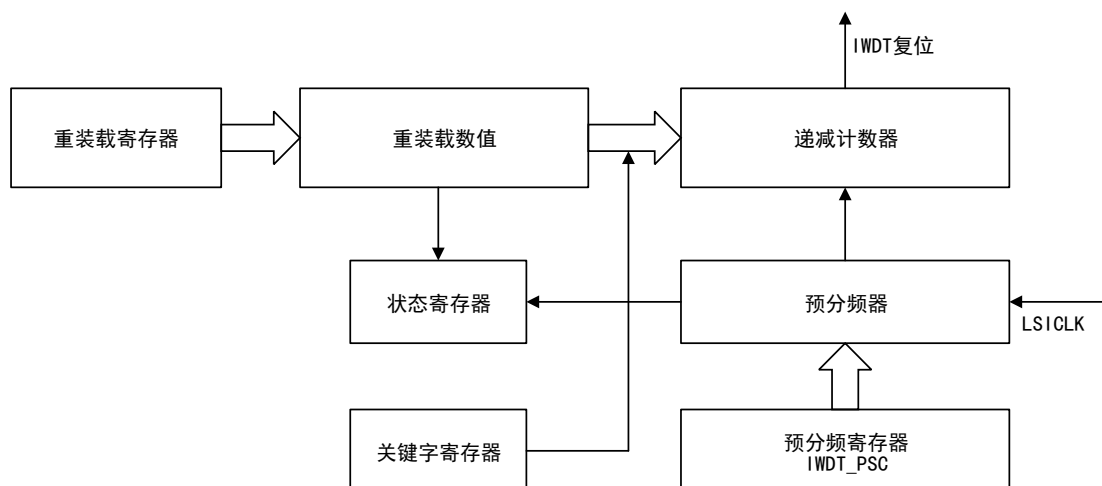 IWDT复位
重装载寄存器
重装载数值
递减计数器
状态寄存器
预分频器
LSICLK
关键字寄存器
预分频寄存器
IWDT_PSC